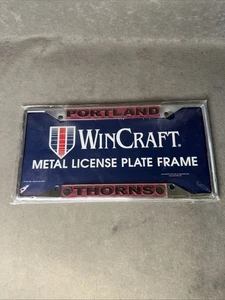 PORTLAND
WINCRAFT.
METAL LICENSE PLATE FRAME
THORNS